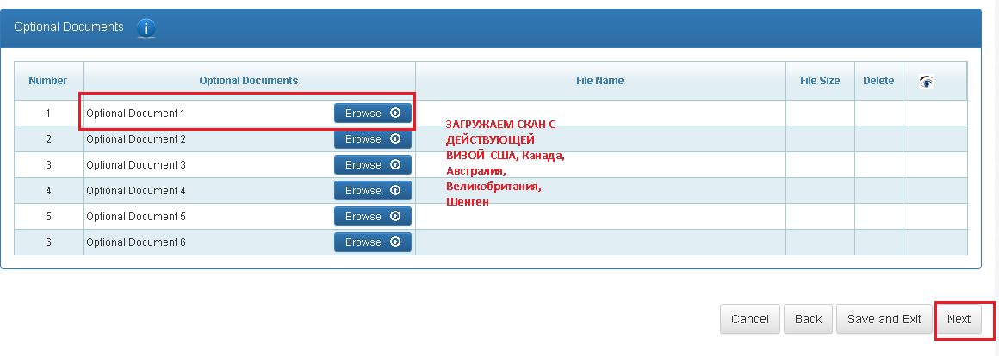 Optional Documents i
Number Optional Documents File Name File Size Delete
1 Optional Document 1 Browse
2 Optional Document 2 Browse
3 Optional Document 3 Browse
4 Optional Document 4 Browse
5 Optional Document 5 Browse
6 Optional Document 6 Browse
ЗАГРУЖАЕМ СКАН С
ДЕЙСТВУЮЩЕЙ
ВИЗОЙ США, Канада,
Австралия,
Великобритания,
Шенген
Cancel Back Save and Exit Next